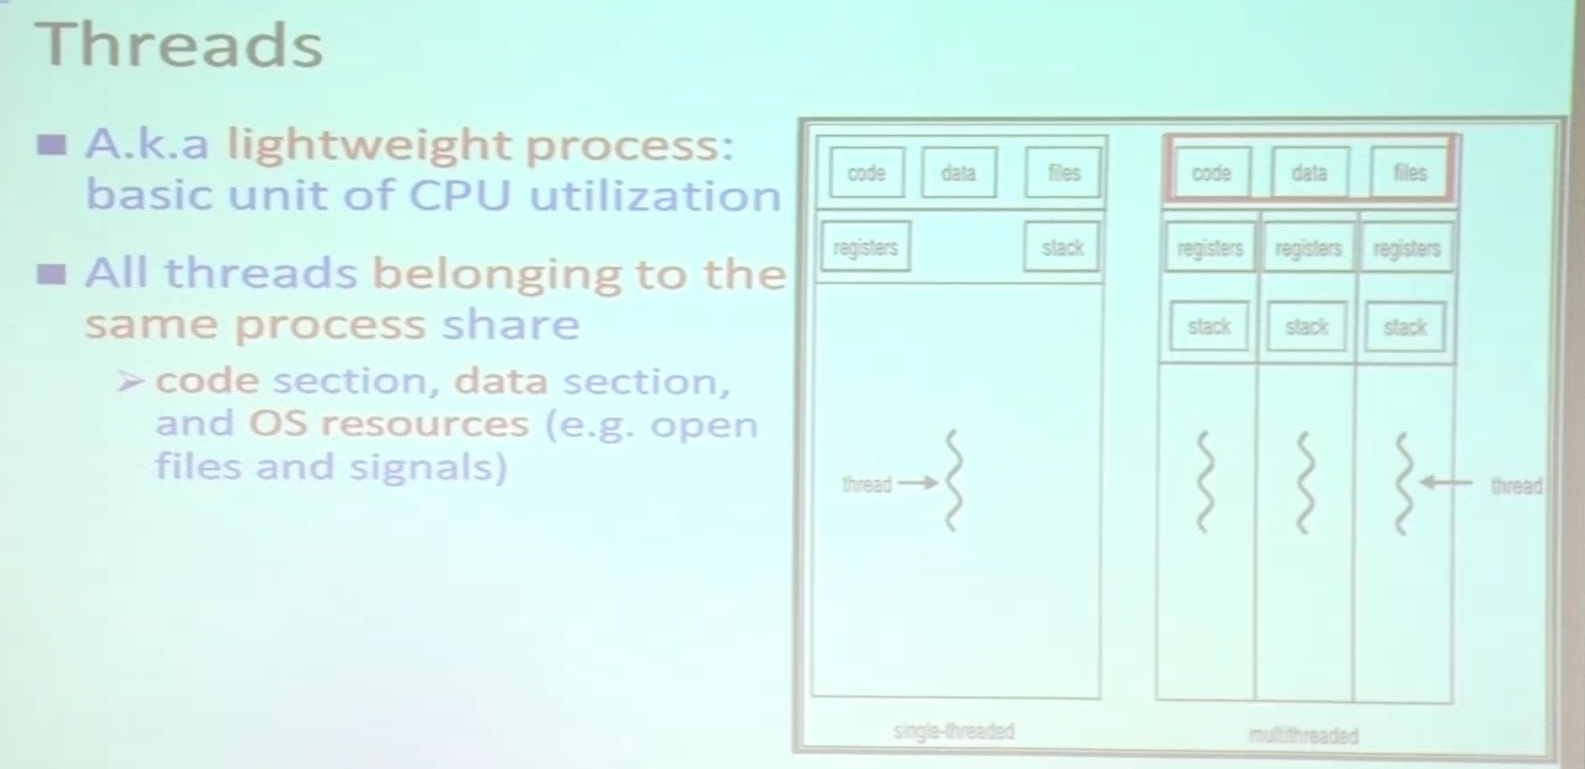 Threads
A.k.a lightweight process:
basic unit of CPU utilization
All threads belonging to the
same process share
code section, data section,
and OS resources (e.g. open
files and signals)
code data files
registers stack
thread
single-threaded
code data files
registers registers registers
stack stack stack
thread
multithreaded